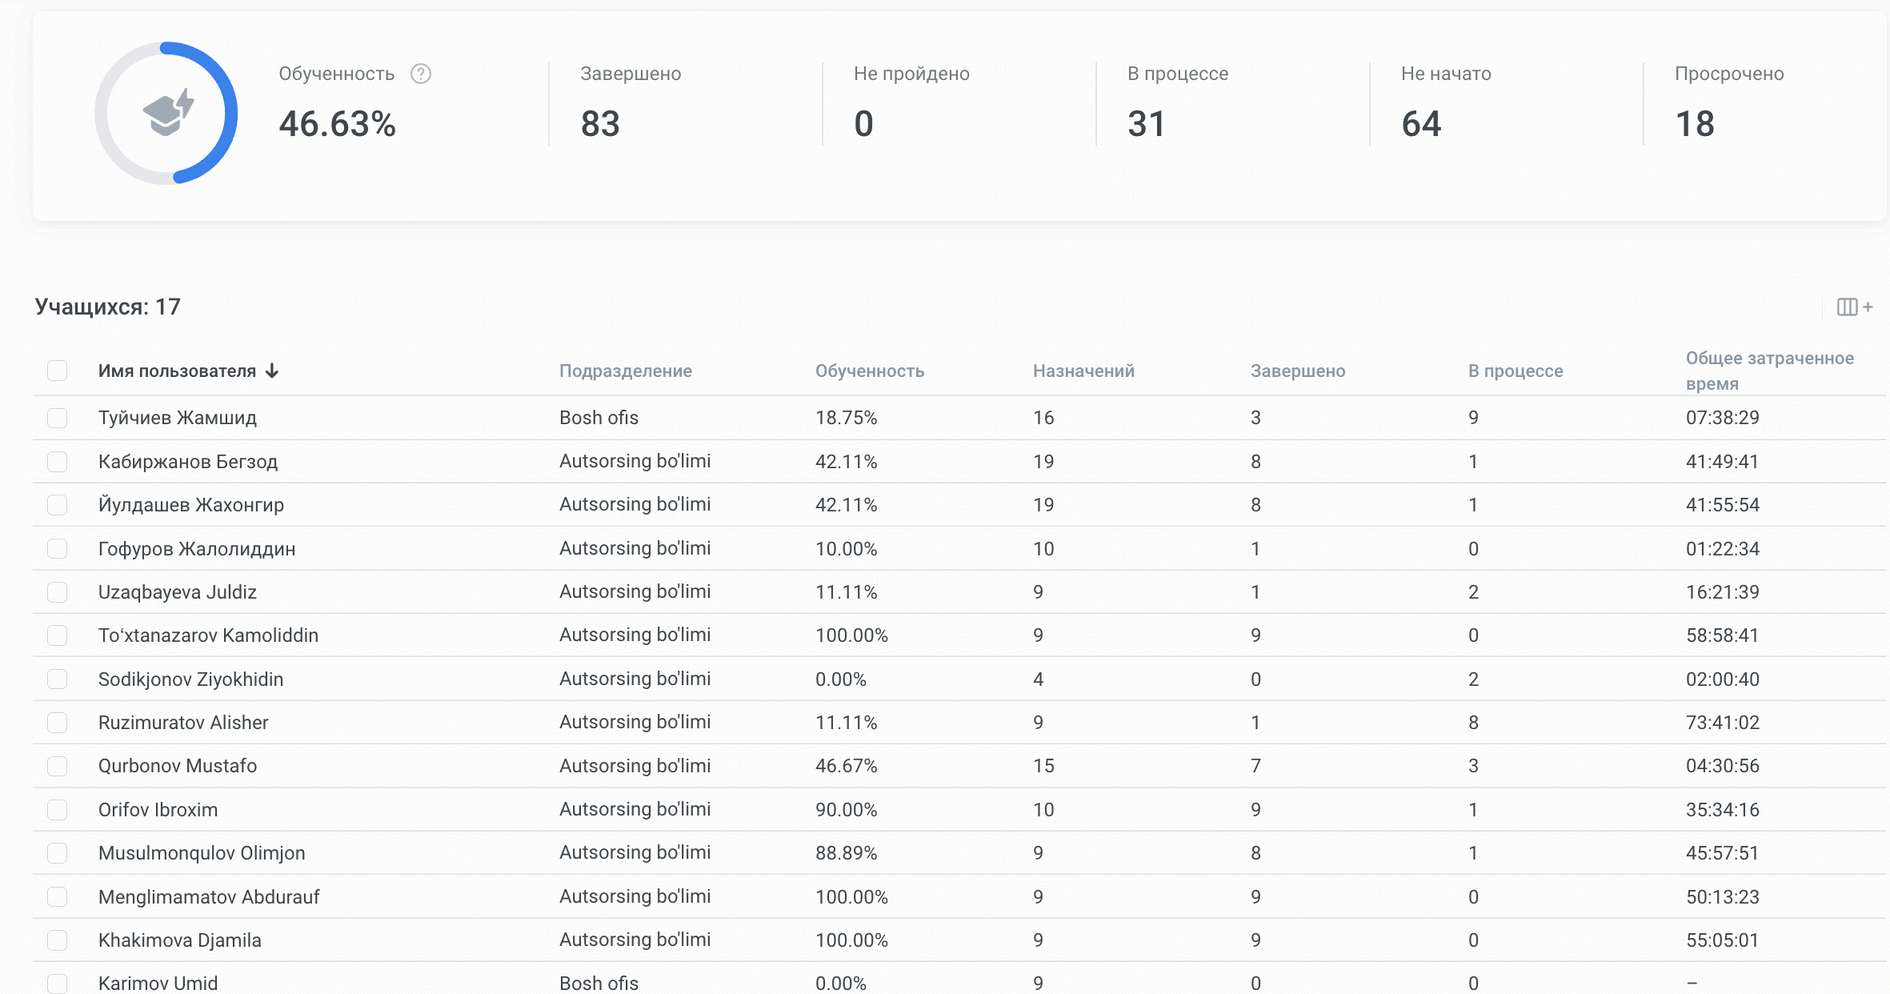 Обученность
46.63%
Завершено
83
Не пройдено
0
В процессе
31
Не начато
64
Просрочено
18
Учащихся: 17
Имя пользователя Подразделение Обученность Назначений Завершено В процессе Общее затраченное время
Туйчиев Жамшид Bosh ofis 18.75% 16 3 9 07:38:29
Кабиржанов Бегзод Autsorsing bo'limi 42.11% 19 8 1 41:49:41
Йулдашев Жахонгир Autsorsing bo'limi 42.11% 19 8 1 41:55:54
Гофуров Жалолиддин Autsorsing bo'limi 10.00% 10 1 0 01:22:34
Uzaqbayeva Juldiz Autsorsing bo'limi 11.11% 9 1 2 16:21:39
Toʻxtanazarov Kamoliddin Autsorsing bo'limi 100.00% 9 9 0 58:58:41
Sodikjonov Ziyokhidin Autsorsing bo'limi 0.00% 4 0 2 02:00:40
Ruzimuratov Alisher Autsorsing bo'limi 11.11% 9 1 8 73:41:02
Qurbonov Mustafo Autsorsing bo'limi 46.67% 15 7 3 04:30:56
Orifov Ibroxim Autsorsing bo'limi 90.00% 10 9 1 35:34:16
Musulmonqulov Olimjon Autsorsing bo'limi 88.89% 9 8 1 45:57:51
Menglimamatov Abdurauf Autsorsing bo'limi 100.00% 9 9 0 50:13:23
Khakimova Djamila Autsorsing bo'limi 100.00% 9 9 0 55:05:01
Karimov Umid Bosh ofis 0.00% 9 0 0 –